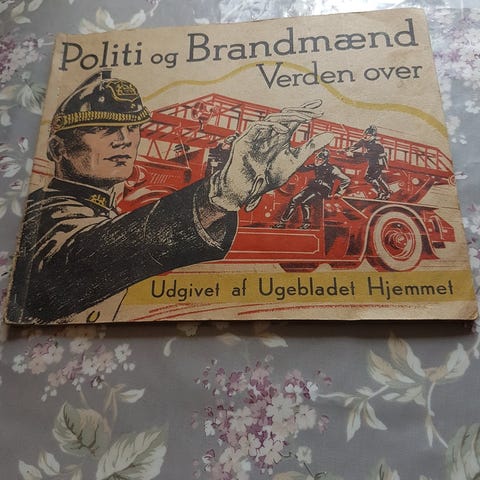 Politi og Brandmænd
Verden over
Udgivet af Ugebladet Hjemmet